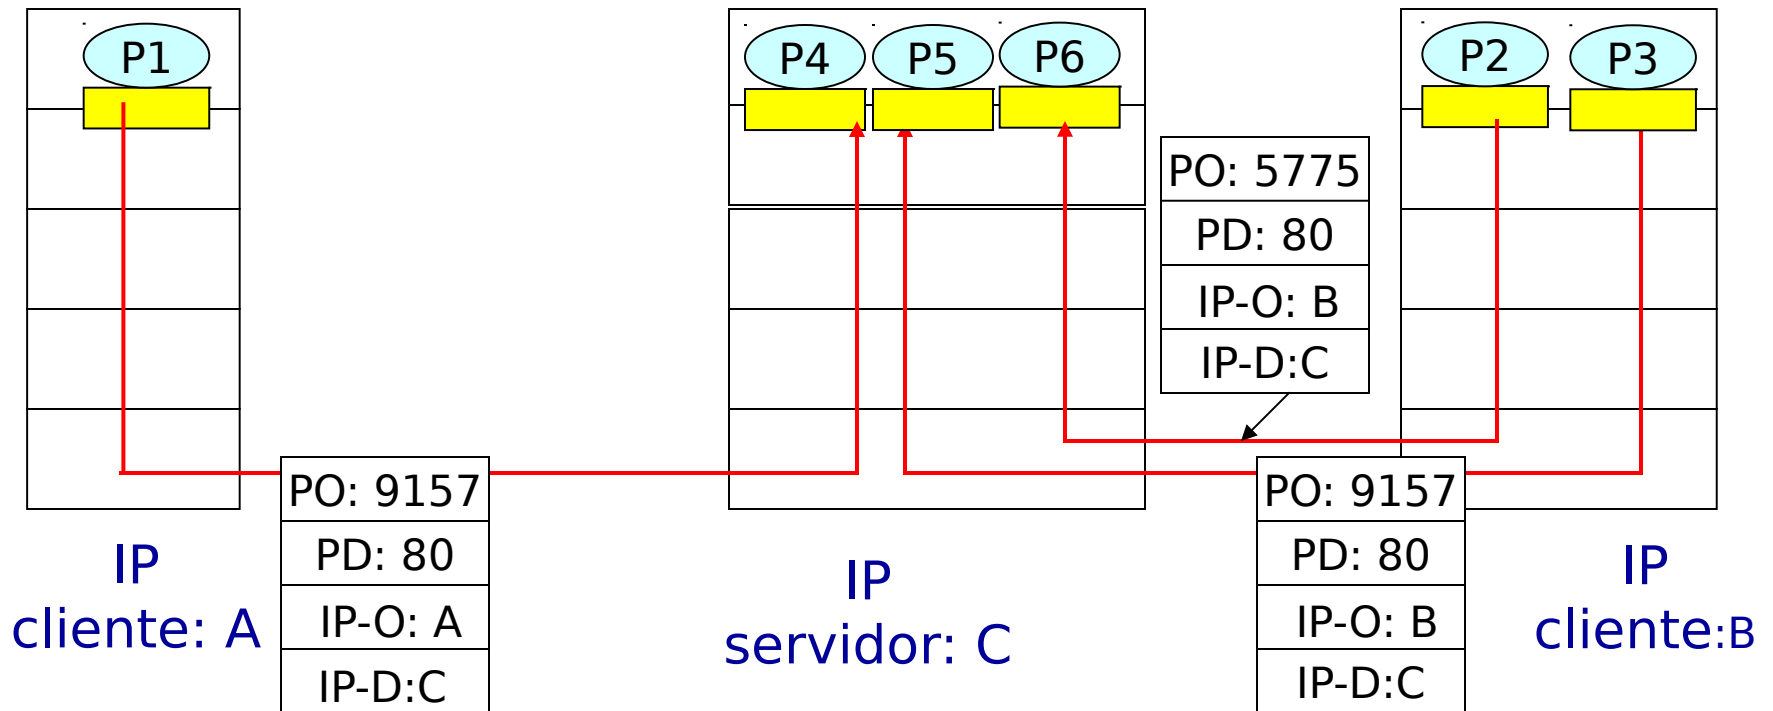 P1
P4
P5
P6
P2
P3
PO: 5775
PD: 80
IP-O: B
IP-D:C
PO: 9157
PD: 80
IP-O: A
IP-D:C
PO: 9157
PD: 80
IP-O: B
IP-D:C
IP
cliente: A
IP
servidor: C
IP
cliente:B